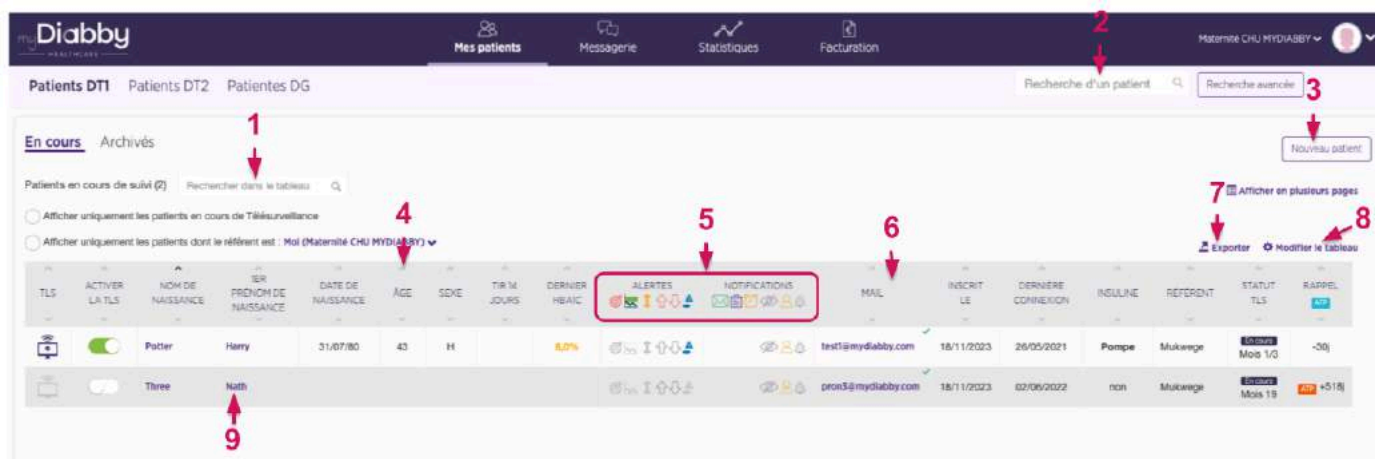 myDiabby
HEALTHCARE
Mes patients
Messagerie
Statistiques
Facturation
2
Maternité CHU MYDIABBY
Patients DT1 Patients DT2 Patientes DG
Recherche d'un patient
Recherche avancée
3
1
En cours Archivés
Nouveau patient
Patients en cours de suivi (2)
Rechercher dans le tableau
7
Afficher en plusieurs pages
Afficher uniquement les patients en cours de Télésurveillance
4
5
6
8
Afficher uniquement les patients dont le référent est : Moi (Maternité CHU MYDIABBY)
Exporter Modifier le tableau
TLS
ACTIVER LA TLS
NOM DE NAISSANCE
1ER PRÉNOM DE NAISSANCE
DATE DE NAISSANCE
ÂGE
SEXE
TIR 14 JOURS
DERNIER HBA1C
ALERTES
NOTIFICATIONS
MAIL
INSCRIT LE
DERNIÈRE CONNEXION
INSULINE
RÉFÉRENT
STATUT TLS
RAPPEL ATP
Potter Harry 31/07/80 43 H 8,0% test1@mydiabby.com 18/11/2023 26/05/2021 Pompe Mukwege En cours Mois 1/3 -30j
Three Nath pron3@mydiabby.com 18/11/2023 02/06/2022 non Mukwege En cours Mois 19 ATP +518j
9